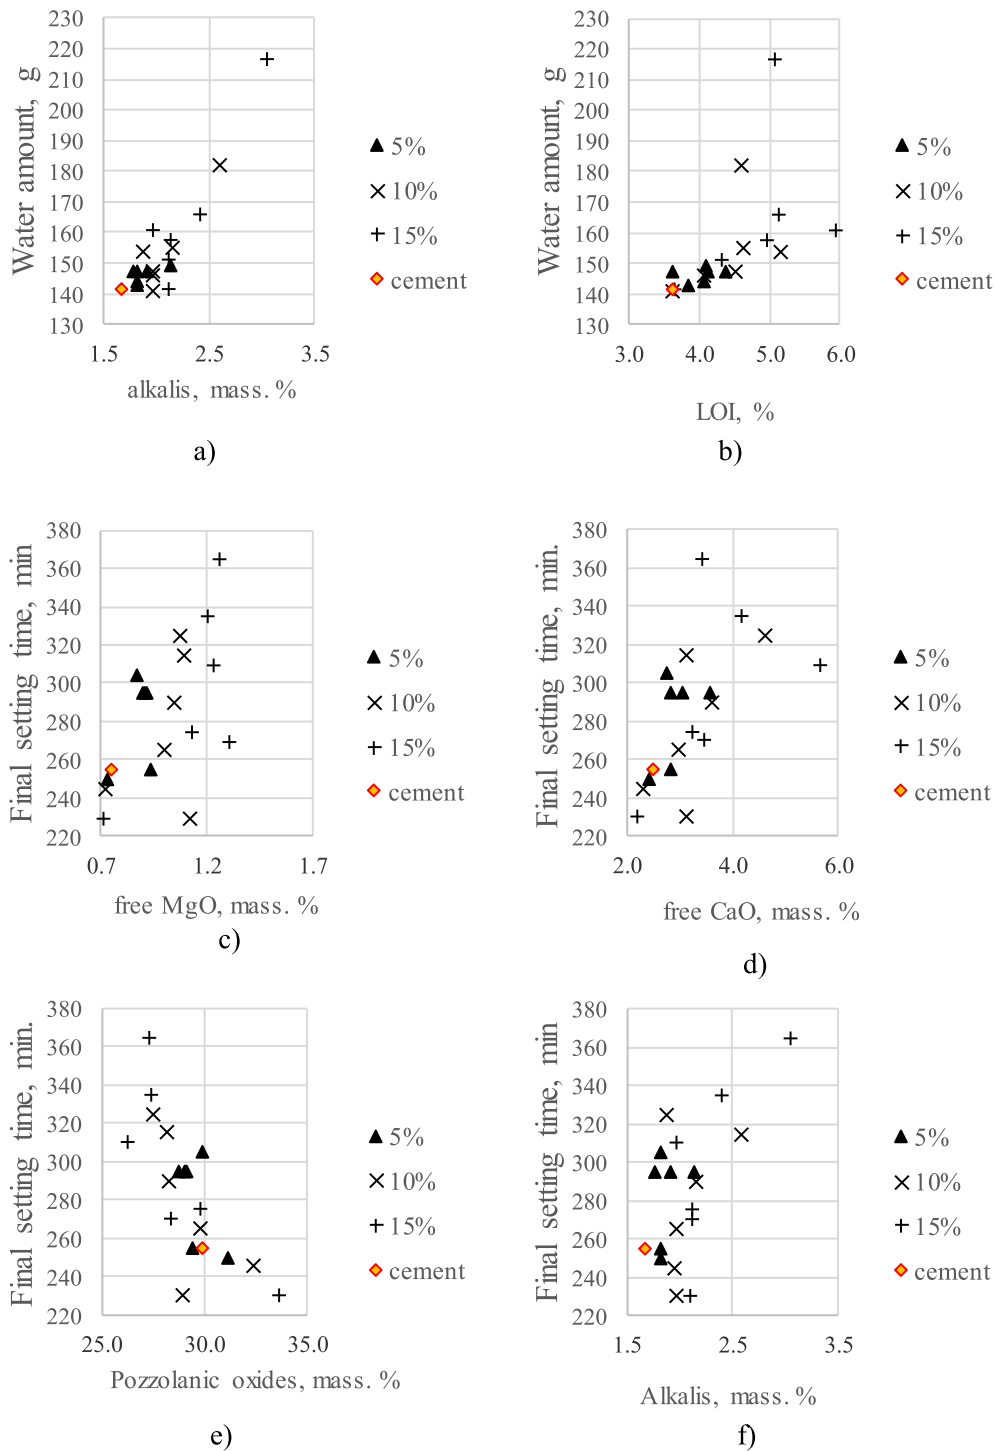 230
220
210
200
190
180
170
160
150
140
130
Water amount, g
1.5 2.5 3.5
alkalis, mass. %
5%
10%
15%
cement
a)
230
220
210
200
190
180
170
160
150
140
130
Water amount, g
3.0 4.0 5.0 6.0
LOI, %
5%
10%
15%
cement
b)
380
360
340
320
300
280
260
240
220
Final setting time, min
0.7 1.2 1.7
free MgO, mass. %
5%
10%
15%
cement
c)
380
360
340
320
300
280
260
240
220
Final setting time, min.
2.0 4.0 6.0
free CaO, mass. %
5%
10%
15%
cement
d)
380
360
340
320
300
280
260
240
220
Final setting time, min.
25.0 30.0 35.0
Pozzolanic oxides, mass. %
5%
10%
15%
cement
e)
380
360
340
320
300
280
260
240
220
Final setting time, min
1.5 2.5 3.5
Alkalis, mass. %
5%
10%
15%
cement
f)